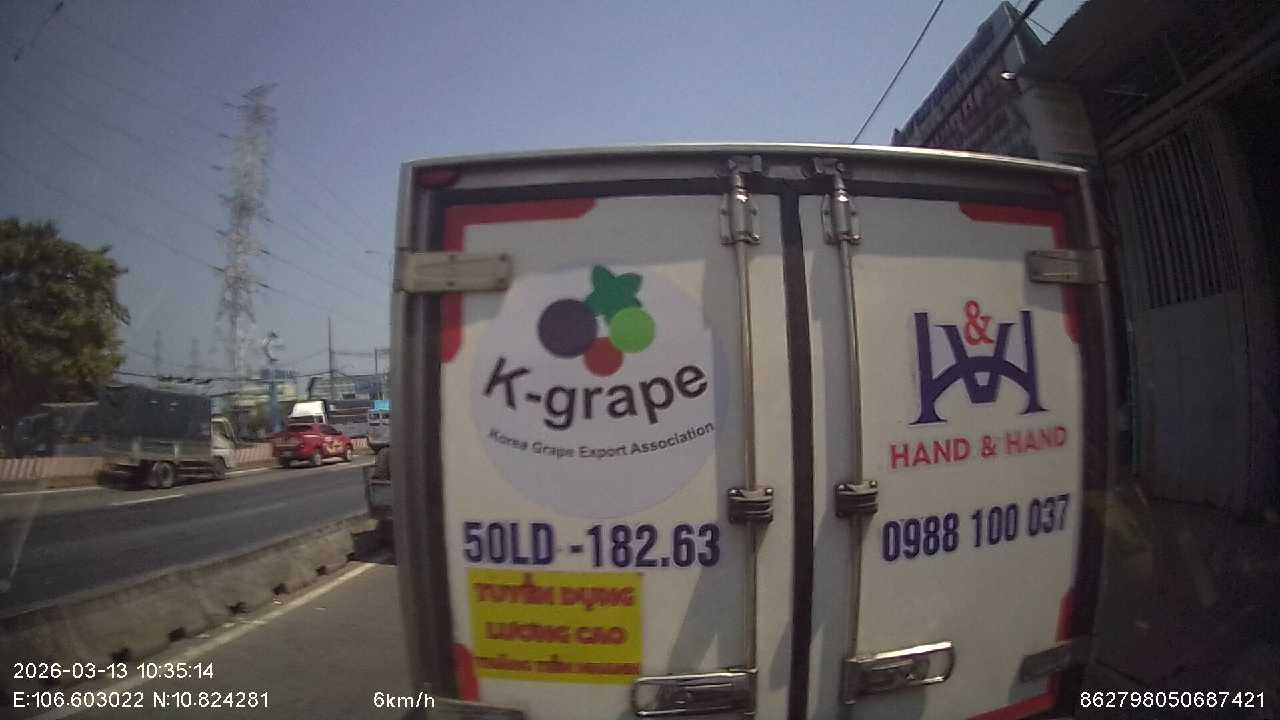 K-grape
Korea Grape Export Association
50LD -182.63
TUYỂN DỤNG
LƯƠNG CAO
H&H
HAND & HAND
0988 100 037
2026-03-13 10:35:14
E:106.603022 N:10.824281
6km/h
862798050687421